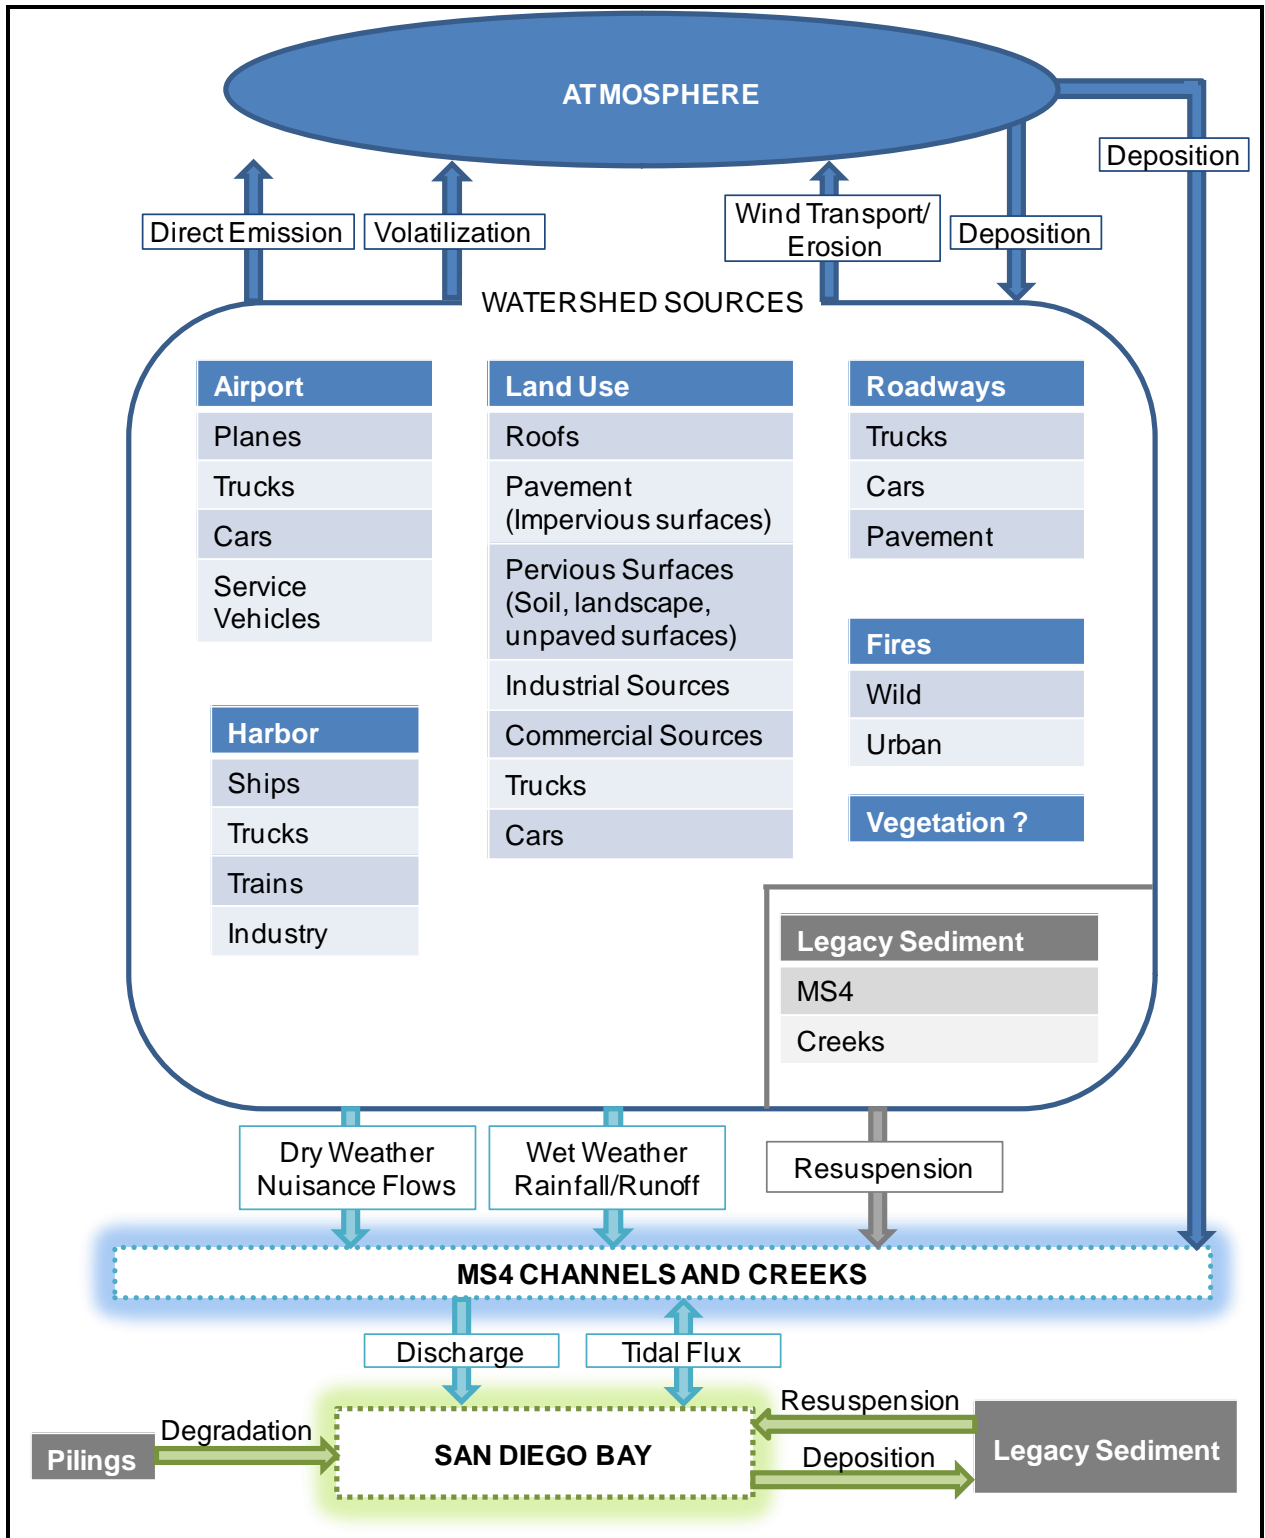 ATMOSPHERE
Deposition
Direct Emission
Volatilization
Wind Transport/
Erosion
Deposition
WATERSHED SOURCES
Airport
Planes
Trucks
Cars
Service
Vehicles
Harbor
Ships
Trucks
Trains
Industry
Land Use
Roofs
Pavement
(Impervious surfaces)
Pervious Surfaces
(Soil, landscape,
unpaved surfaces)
Industrial Sources
Commercial Sources
Trucks
Cars
Roadways
Trucks
Cars
Pavement
Fires
Wild
Urban
Vegetation ?
Legacy Sediment
MS4
Creeks
Dry Weather
Nuisance Flows
Wet Weather
Rainfall/Runoff
Resuspension
MS4 CHANNELS AND CREEKS
Discharge
Tidal Flux
Pilings
Degradation
SAN DIEGO BAY
Resuspension
Deposition
Legacy Sediment